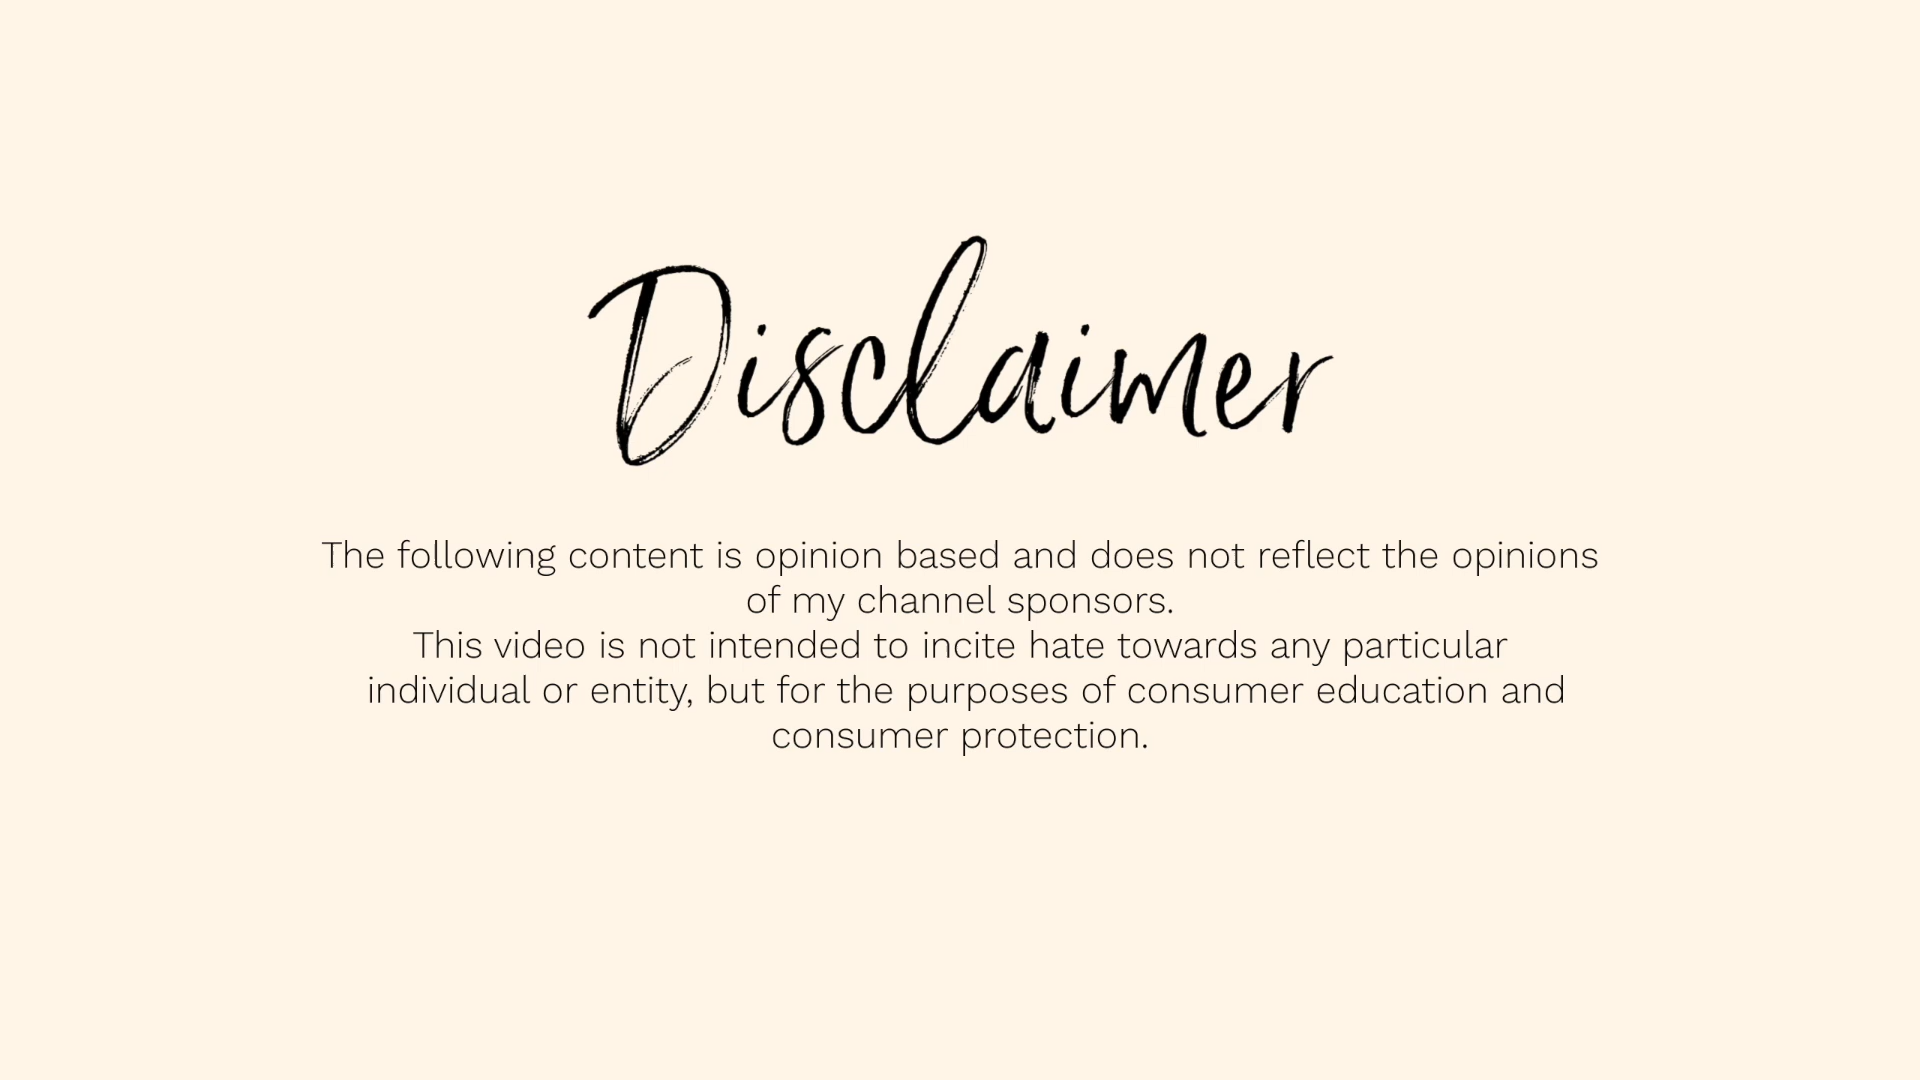 Disclaimer
The following content is opinion based and does not reflect the opinions
of my channel sponsors.
This video is not intended to incite hate towards any particular
individual or entity, but for the purposes of consumer education and
consumer protection.